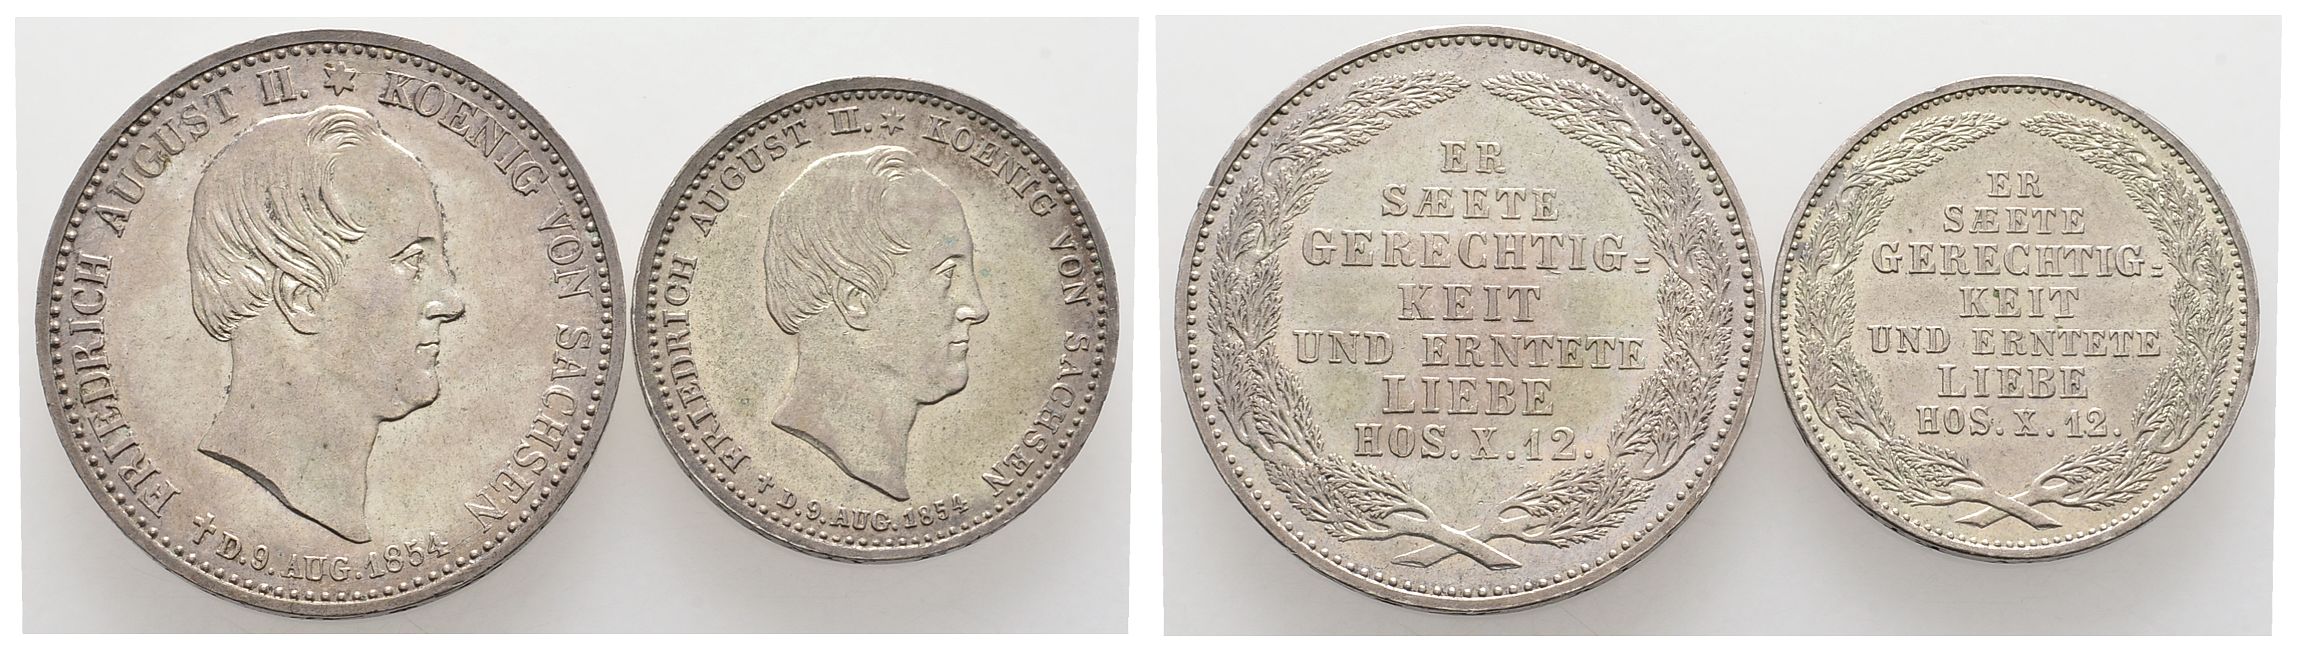 FRIEDRICH AUGUST II. ✶ KOENIG VON SACHSEN
✝ D. 9. AUG. 1854
FRIEDRICH AUGUST II. ✶ KOENIG VON SACHSEN
✝ D. 9. AUG. 1854
ER
SÆETE
GERECHTIG=
KEIT
UND ERNTETE
LIEBE
HOS. X. 12.
ER
SÆETE
GERECHTIG=
KEIT
UND ERNTETE
LIEBE
HOS. X. 12.